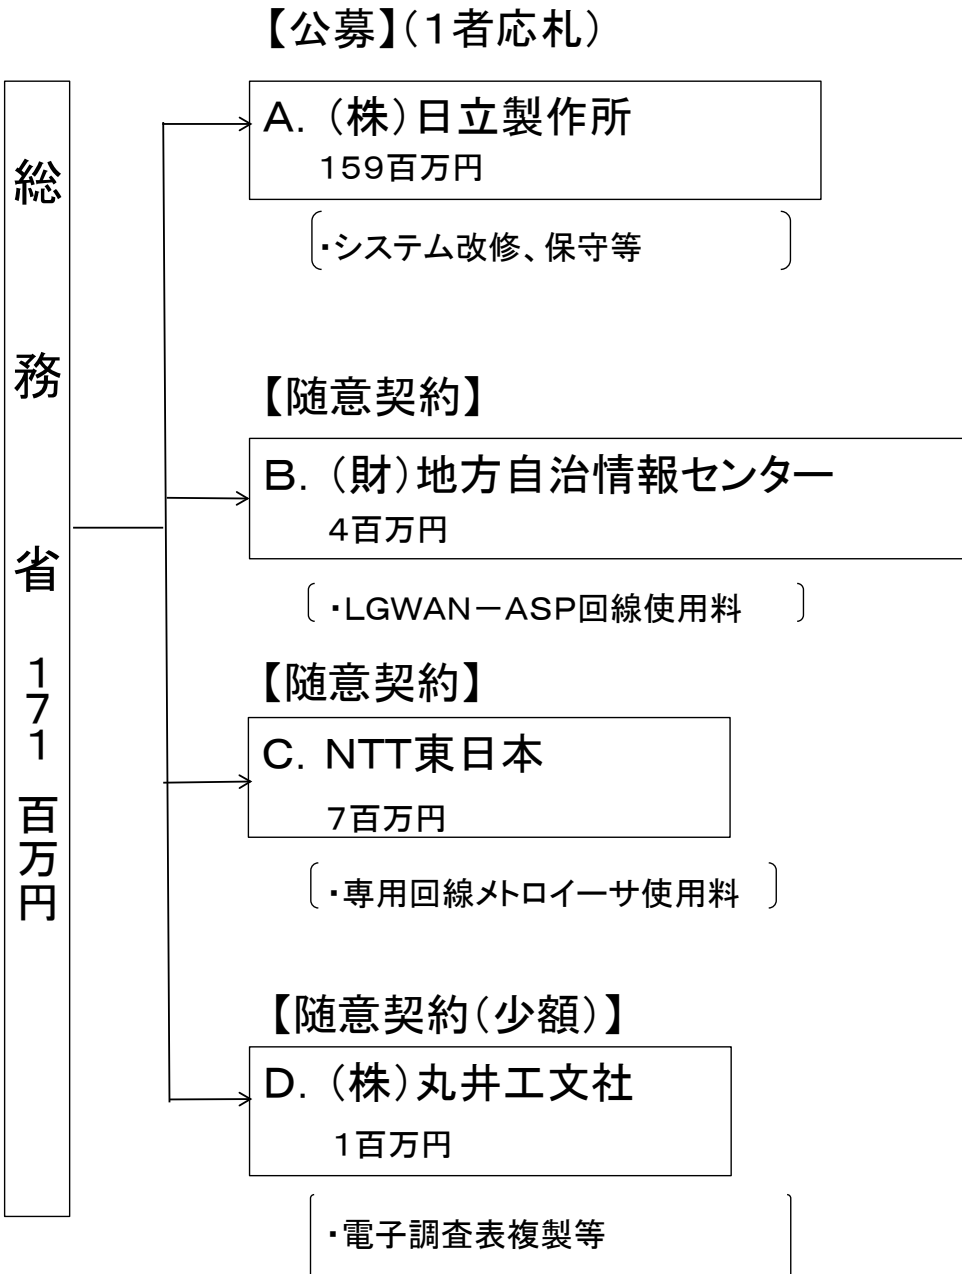 総務省 171百万円
【公募】(１者応札)
A．(株)日立製作所
159百万円
・システム改修、保守等
【随意契約】
B．(財)地方自治情報センター
4百万円
・LGWAN－ASP回線使用料
【随意契約】
C．NTT東日本
7百万円
・専用回線メトロイーサ使用料
【随意契約(少額)】
D．(株)丸井工文社
1百万円
・電子調査表複製等